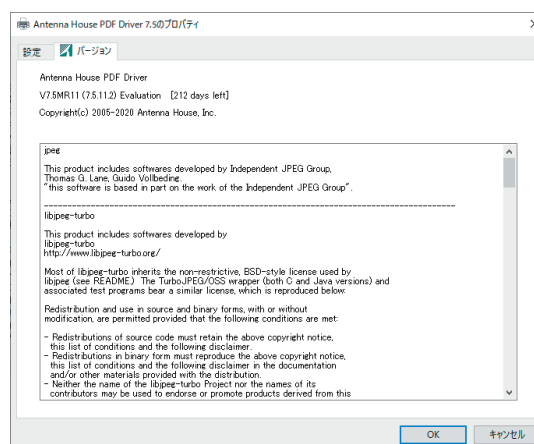 Antenna House PDF Driver 7.5のプロパティ
設定
バージョン
Antenna House PDF Driver
V7.5MR11 (7.5.11.2) Evaluation [212 days left]
Copyright(c) 2005-2020 Antenna House, Inc.
jpeg
This product includes softwares developed by Independent JPEG Group,
Thomas G. Lane, Guido Vollbeding.
"this software is based in part on the work of the Independent JPEG Group".
--------------------------------------------------------------------------------
libjpeg-turbo
This product includes softwares developed by
libjpeg-turbo
http://www.libjpeg-turbo.org/
Most of libjpeg-turbo inherits the non-restrictive, BSD-style license used by
libjpeg (see README.) The TurboJPEG/OSS wrapper (both C and Java versions) and
associated test programs bear a similar license, which is reproduced below:
Redistribution and use in source and binary forms, with or without
modification, are permitted provided that the following conditions are met:
- Redistributions of source code must retain the above copyright notice,
this list of conditions and the following disclaimer.
- Redistributions in binary form must reproduce the above copyright notice,
this list of conditions and the following disclaimer in the documentation
and/or other materials provided with the distribution.
- Neither the name of the libjpeg-turbo Project nor the names of its
contributors may be used to endorse or promote products derived from this
OK
キャンセル